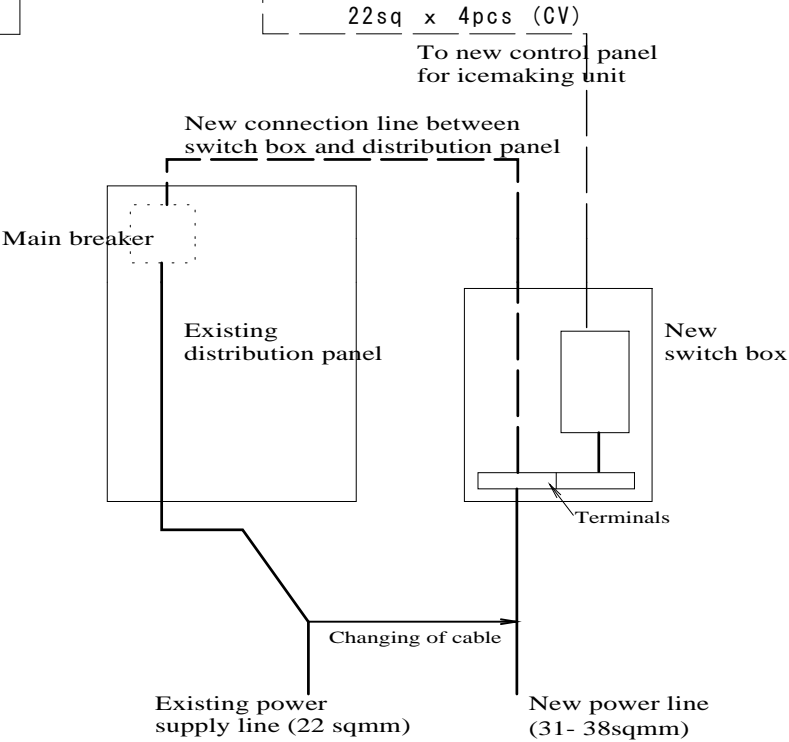 22sq x 4pcs (CV)
To new control panel
for icemaking unit
New connection line between
switch box and distribution panel
Main breaker
Existing
distribution panel
New
switch box
Terminals
Changing of cable
Existing power
supply line (22 sqmm)
New power line
(31- 38sqmm)